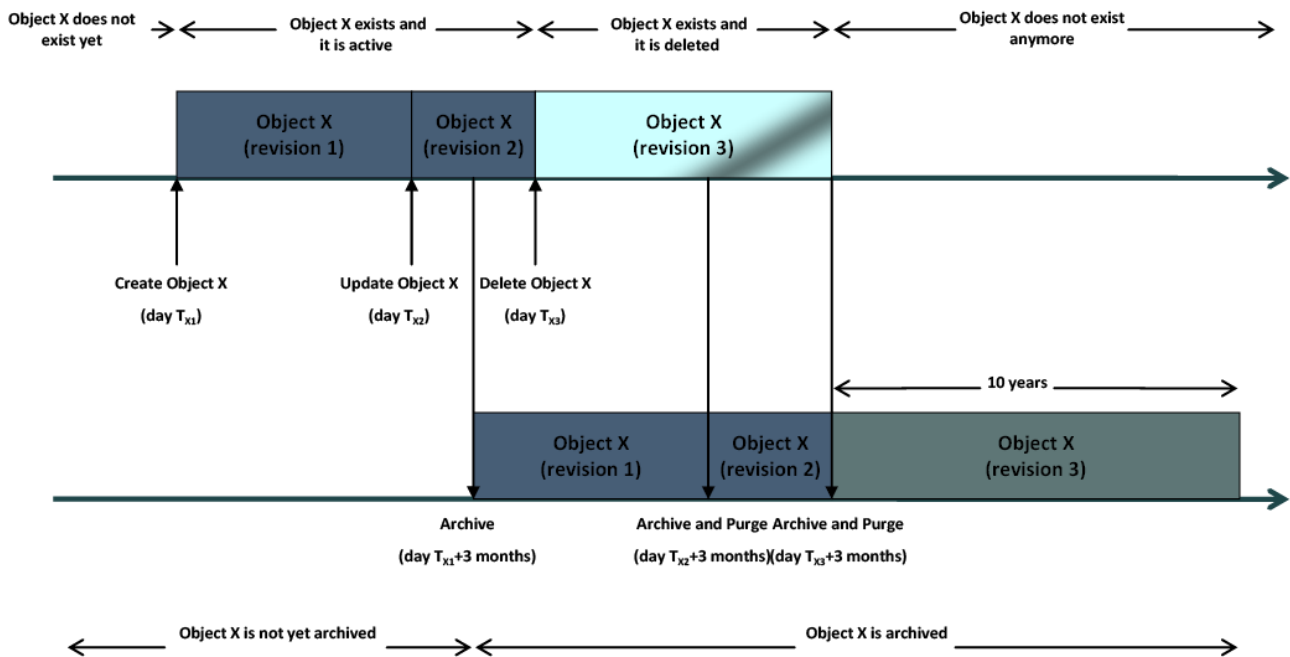 Object X does not
exist yet
Object X exists and
it is active
Object X exists and
it is deleted
Object X does not exist
anymore
Object X
(revision 1)
Object X
(revision 2)
Object X
(revision 3)
Create Object X
(day TX1)
Update Object X
(day TX2)
Delete Object X
(day TX3)
10 years
Object X
(revision 1)
Object X
(revision 2)
Object X
(revision 3)
Archive
(day TX1+3 months)
Archive and Purge
(day TX2+3 months)
Archive and Purge
(day TX3+3 months)
Object X is not yet archived
Object X is archived